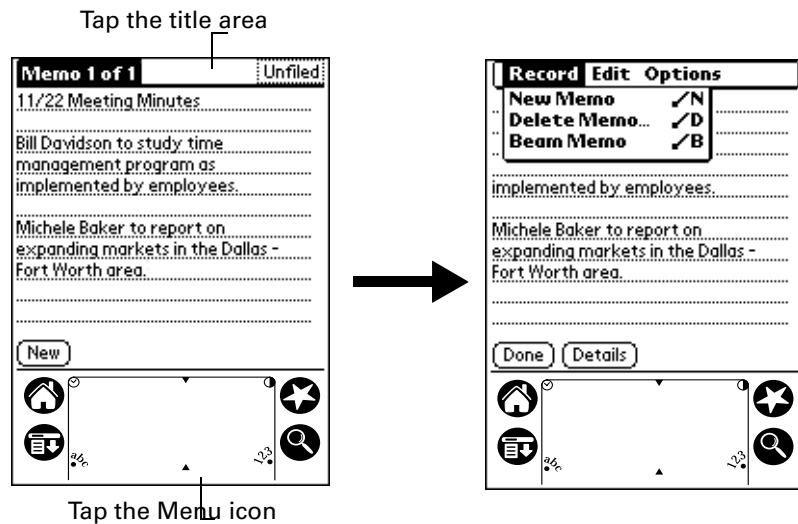 Tap the title area
Memo 1 of 1
Unfiled
11/22 Meeting Minutes
Bill Davidson to study time
management program as
implemented by employees.
Michele Baker to report on
expanding markets in the Dallas -
Fort Worth area.
New
abc
123
Tap the Menu icon
Record Edit Options
New Memo /N
Delete Memo... /D
Beam Memo /B
implemented by employees.
Michele Baker to report on
expanding markets in the Dallas -
Fort Worth area.
Done Details
abc
123